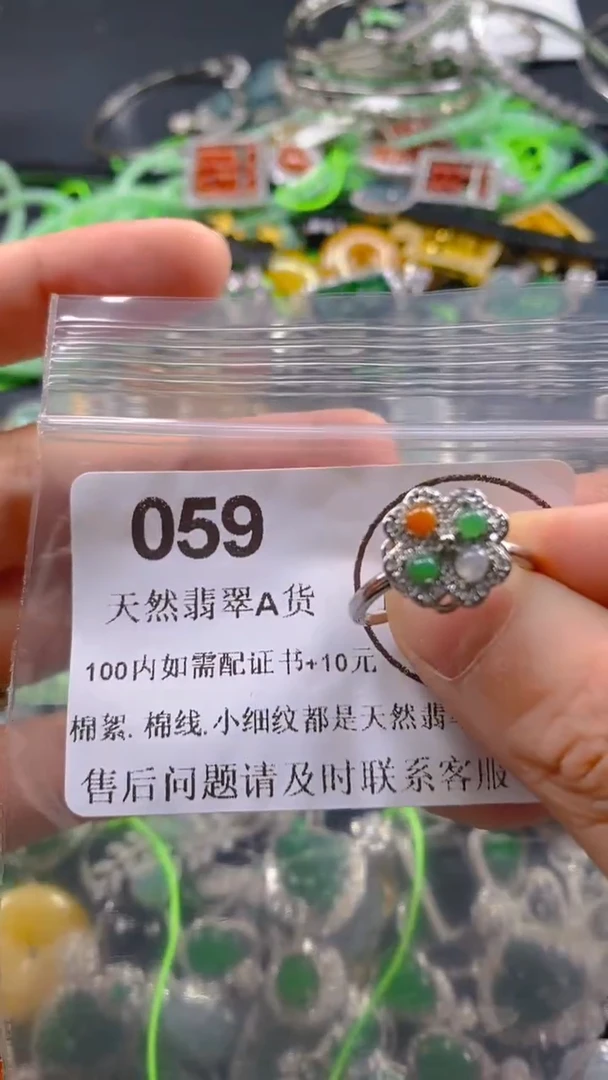 059
天然翡翠A货
100内如需配证书+10元
棉絮.棉线.小细纹都是天然翡
售后问题请及时联系客服